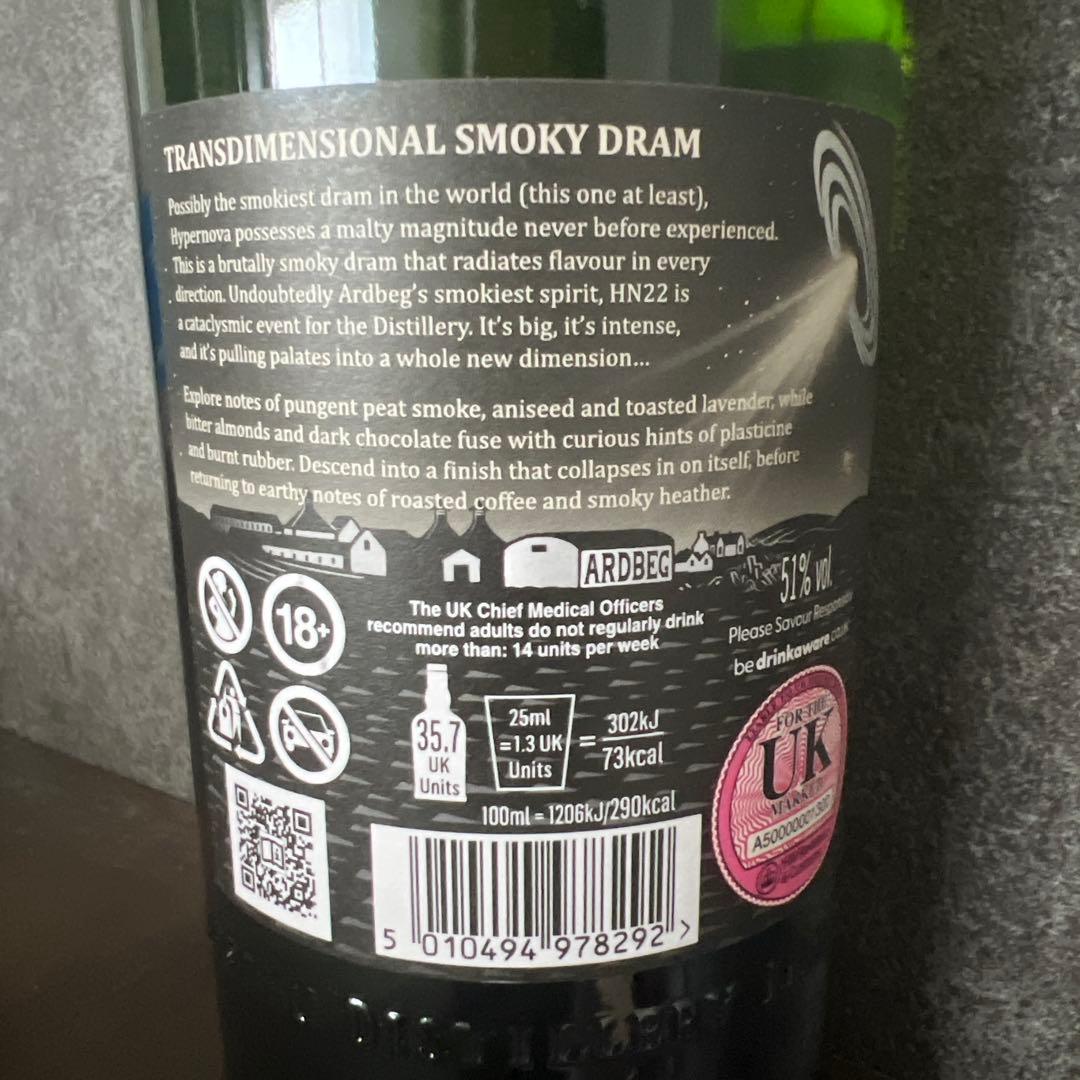 TRANSDIMENSIONAL SMOKY DRAM
Possibly the smokiest dram in the world (this one at least),
Hypernova possesses a malty magnitude never before experienced.
This is a brutally smoky dram that radiates flavour in every
direction. Undoubtedly Ardbeg's smokiest spirit, HN22 is
a cataclysmic event for the Distillery. It's big, it's intense,
and it's pulling palates into a whole new dimension...
Explore notes of pungent peat smoke, aniseed and toasted lavender, while
bitter almonds and dark chocolate fuse with curious hints of plasticine
and burnt rubber. Descend into a finish that collapses in on itself, before
returning to earthy notes of roasted coffee and smoky heather.
ARDBEG
51% vol.
18+
The UK Chief Medical Officers
recommend adults do not regularly drink
more than: 14 units per week
Please Savour Responsibly
be drinkaware.co.uk
35.7
UK
Units
25ml
=1.3 UK
Units
=
302kJ
73kcal
100ml = 1206kJ/290kcal
FOR THE
UK
MARKET
5 010494 978292 >